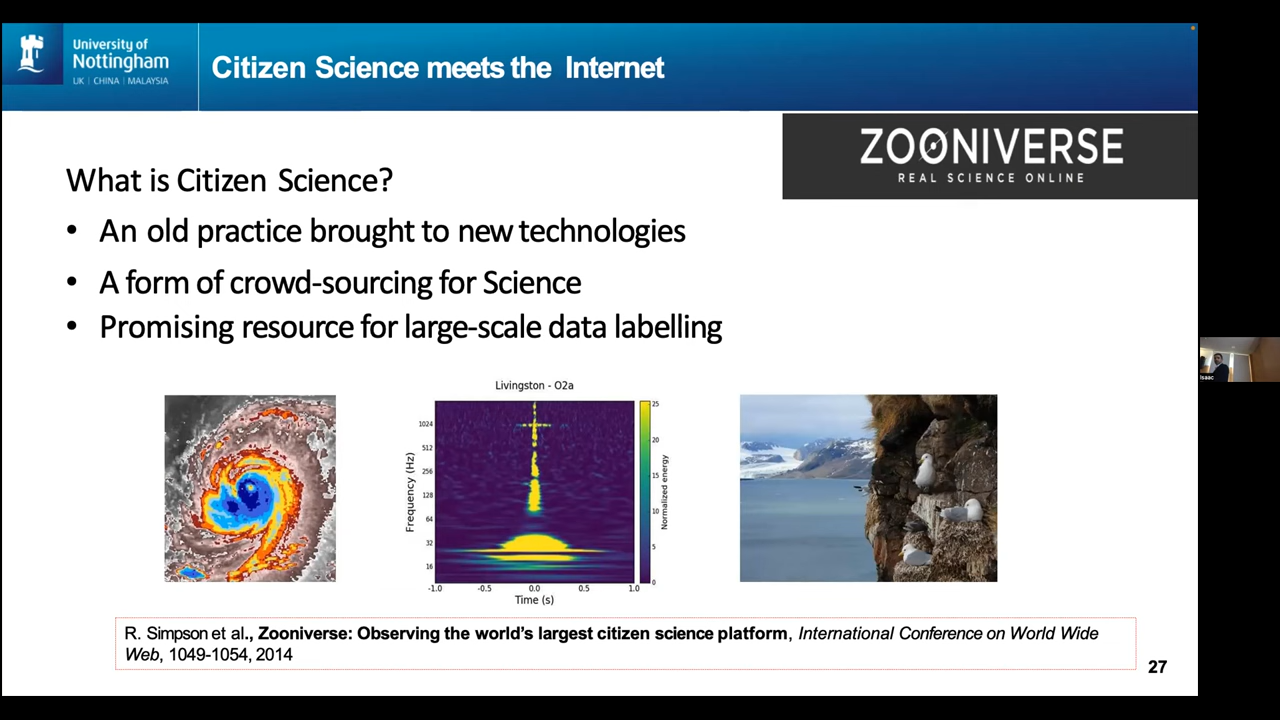 University of
Nottingham
UK | CHINA | MALAYSIA
Citizen Science meets the Internet
ZOONIVERSE
REAL SCIENCE ONLINE
What is Citizen Science?
• An old practice brought to new technologies
• A form of crowd-sourcing for Science
• Promising resource for large-scale data labelling
Livingston - O2a
Frequency (Hz)
1024
512
256
128
64
32
16
-1.0 -0.5 0.0 0.5 1.0
Time (s)
25
20
15
10
5
0
Normalized energy
R. Simpson et al., Zooniverse: Observing the world's largest citizen science platform, International Conference on World Wide
Web, 1049-1054, 2014
27
Isaac